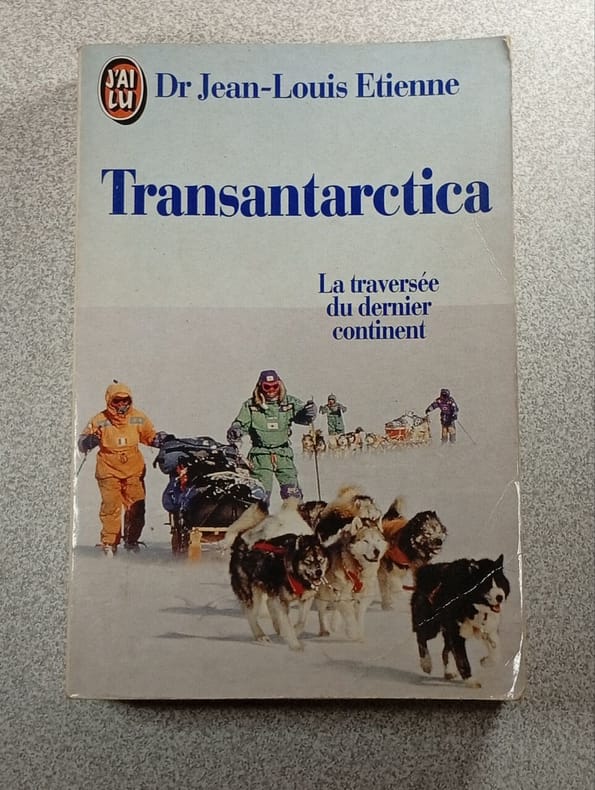 J'AI
LU
Dr Jean-Louis Etienne
Transantarctica
La traversée
du dernier
continent